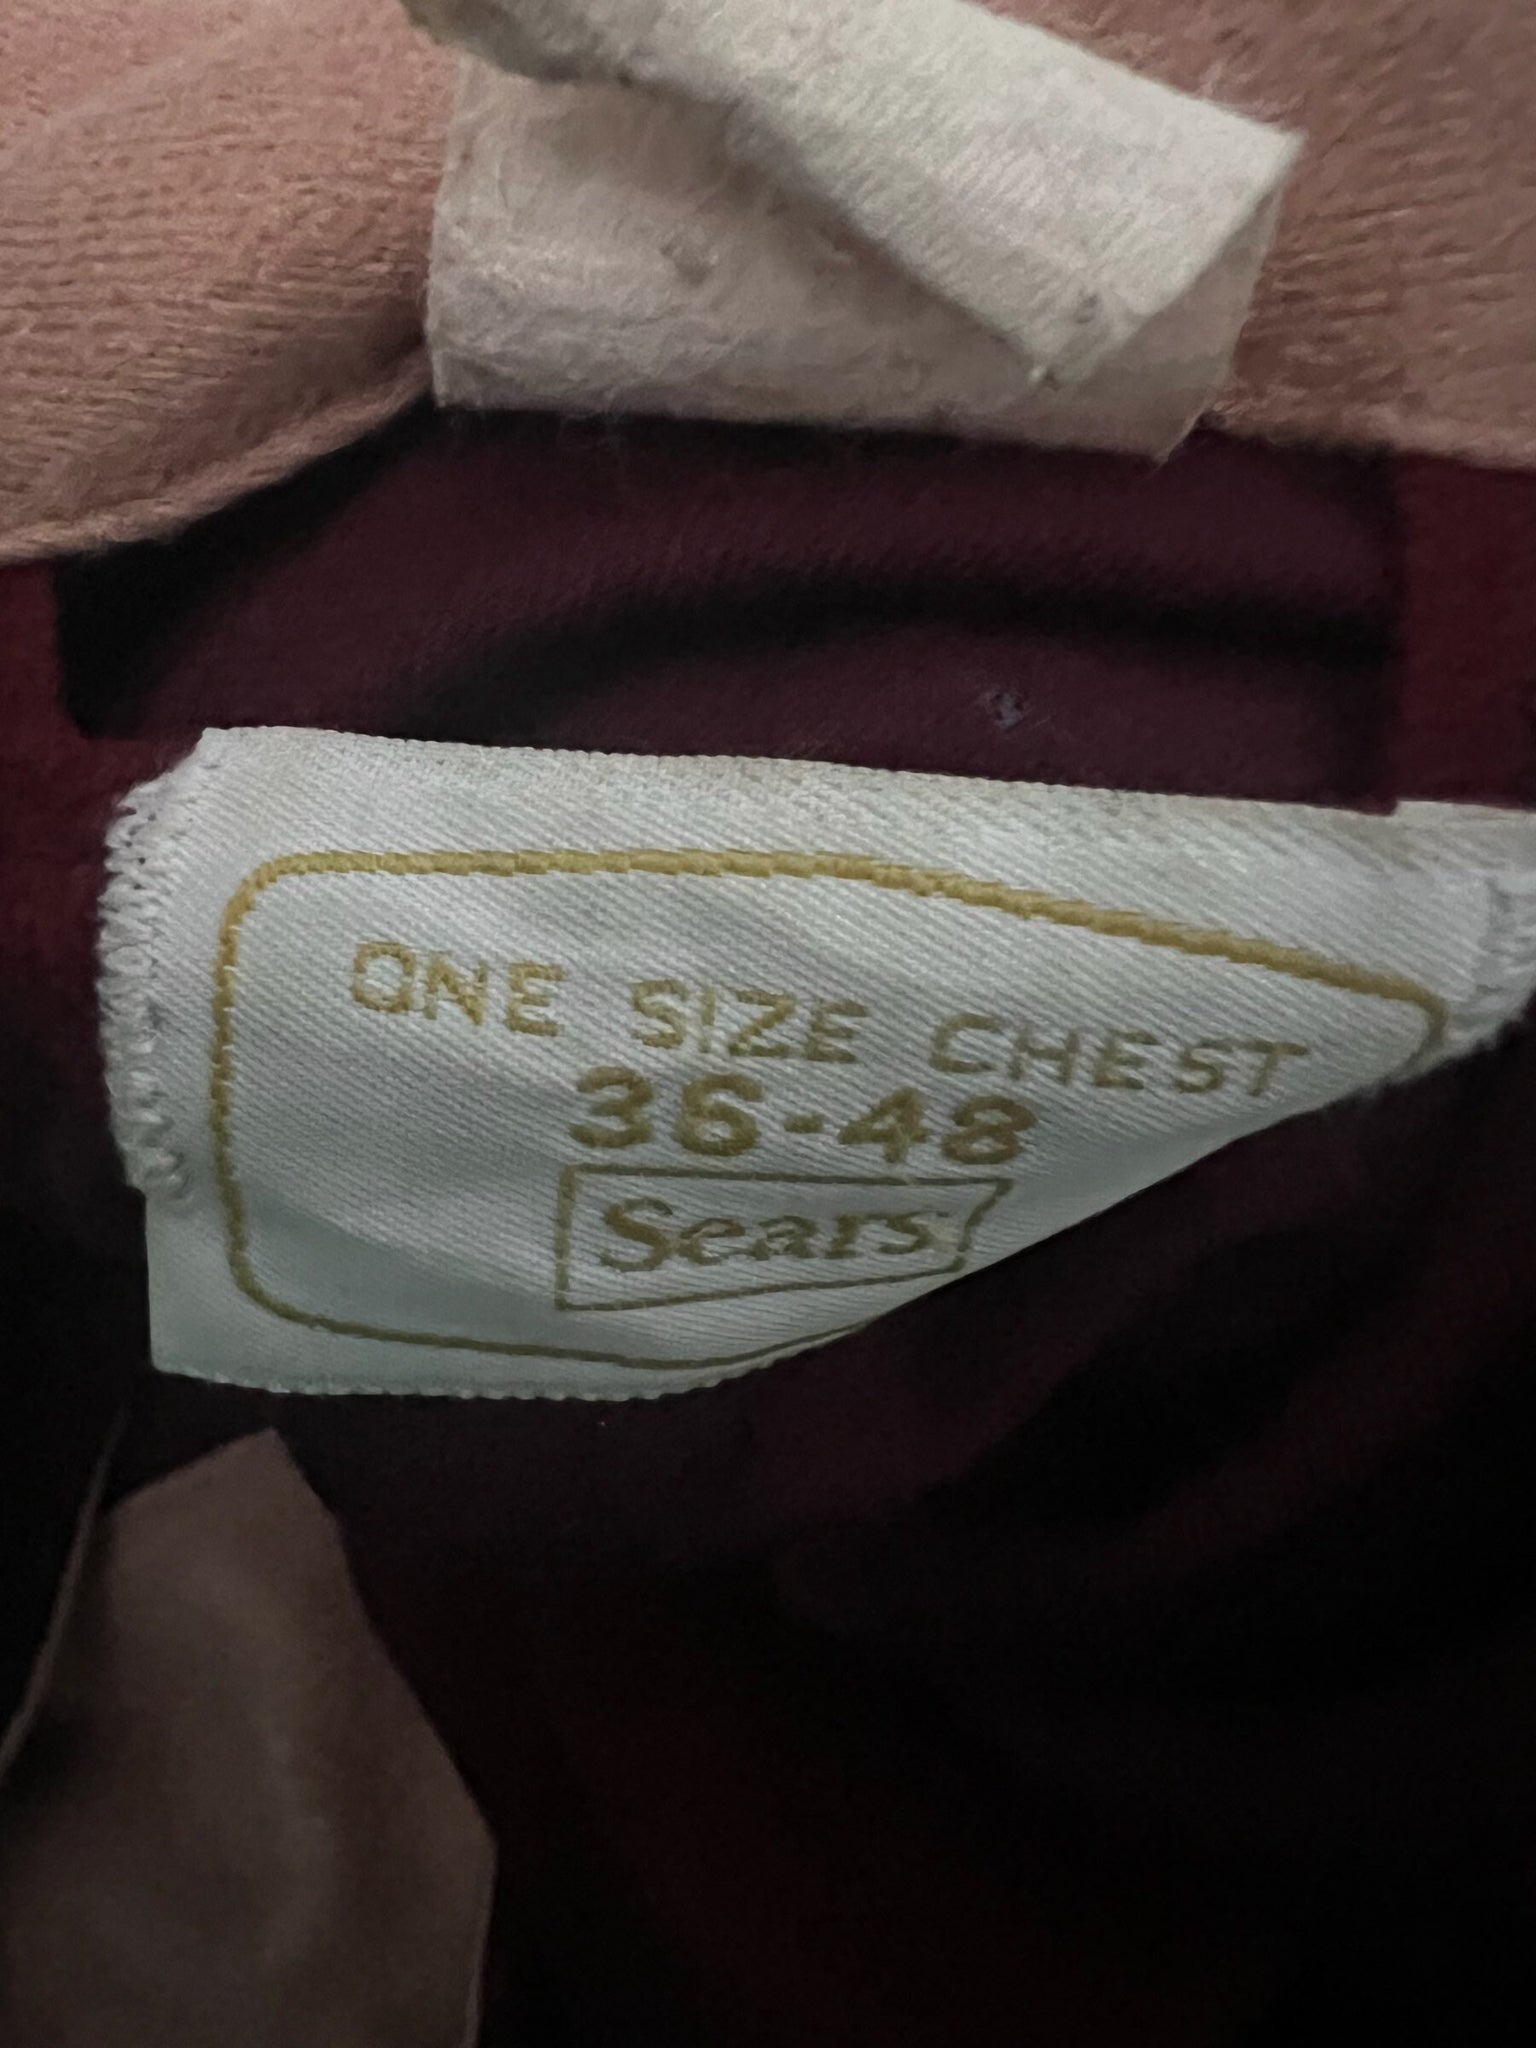 ONE SIZE CHEST
36-48
Sears